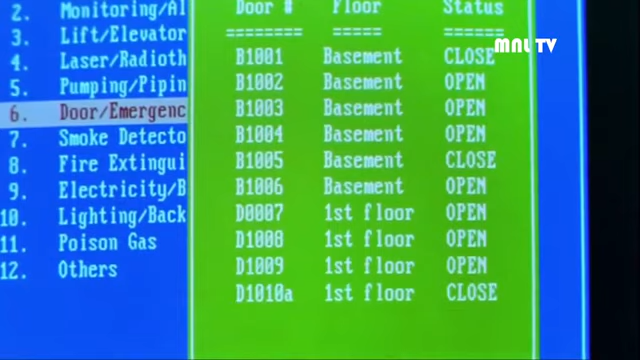 2. Monitoring/Al
3. Lift/Elevator
4. Laser/Radioth
5. Pumping/Pipin
6. Door/Emergenc
7. Smoke Detecto
8. Fire Extingui
9. Electricity/B
10. Lighting/Back
11. Poison Gas
12. Others
Door # Floor Status
======== ===== ======
B1001 Basement CLOSE
B1002 Basement OPEN
B1003 Basement OPEN
B1004 Basement OPEN
B1005 Basement CLOSE
B1006 Basement OPEN
D0007 1st floor OPEN
D1008 1st floor OPEN
D1009 1st floor OPEN
D1010a 1st floor CLOSE
MNL TV